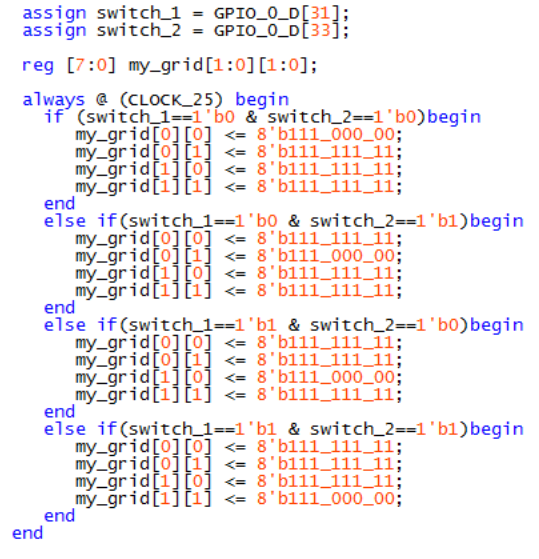 assign switch_1 = GPIO_0_D[31];
assign switch_2 = GPIO_0_D[33];
reg [7:0] my_grid[1:0][1:0];
always @ (CLOCK_25) begin
if (switch_1==1'b0 & switch_2==1'b0)begin
my_grid[0][0] <= 8'b111_000_00;
my_grid[0][1] <= 8'b111_111_11;
my_grid[1][0] <= 8'b111_111_11;
my_grid[1][1] <= 8'b111_111_11;
end
else if(switch_1==1'b0 & switch_2==1'b1)begin
my_grid[0][0] <= 8'b111_111_11;
my_grid[0][1] <= 8'b111_000_00;
my_grid[1][0] <= 8'b111_111_11;
my_grid[1][1] <= 8'b111_111_11;
end
else if(switch_1==1'b1 & switch_2==1'b0)begin
my_grid[0][0] <= 8'b111_111_11;
my_grid[0][1] <= 8'b111_111_11;
my_grid[1][0] <= 8'b111_000_00;
my_grid[1][1] <= 8'b111_111_11;
end
else if(switch_1==1'b1 & switch_2==1'b1)begin
my_grid[0][0] <= 8'b111_111_11;
my_grid[0][1] <= 8'b111_111_11;
my_grid[1][0] <= 8'b111_111_11;
my_grid[1][1] <= 8'b111_000_00;
end
end